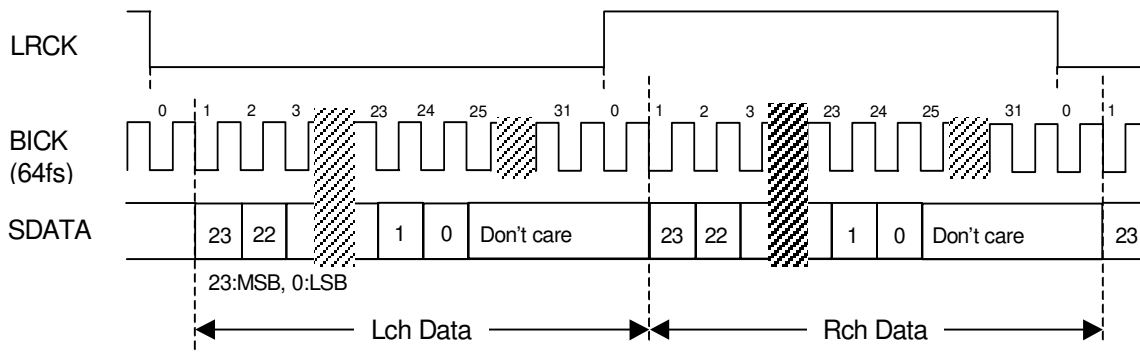 LRCK
0 1 2 3 23 24 25 31 0 1 2 3 23 24 25 31 0 1
BICK
(64fs)
SDATA 23 22 1 0 Don't care 23 22 1 0 Don't care 23
23:MSB, 0:LSB
Lch Data Rch Data